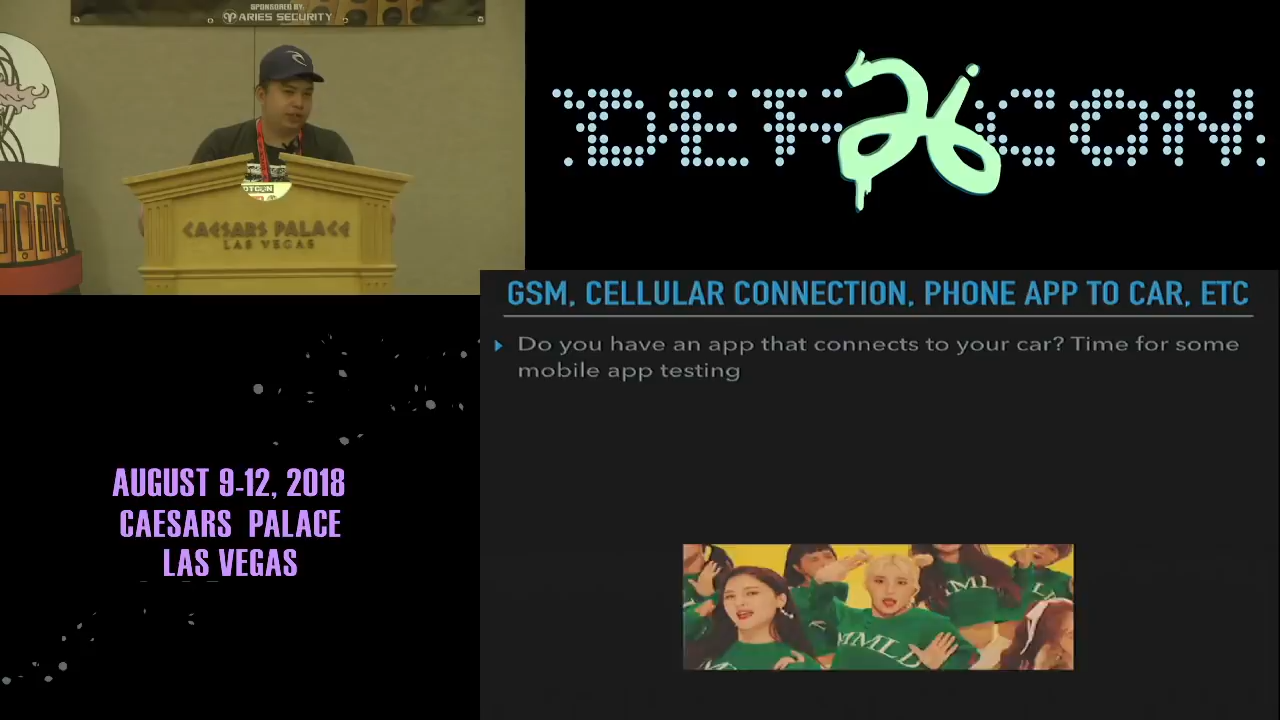 SPONSORED BY:
ARIES SECURITY
CAESARS PALACE
LAS VEGAS
DEF 26 CON
GSM, CELLULAR CONNECTION, PHONE APP TO CAR, ETC
Do you have an app that connects to your car? Time for some
mobile app testing
MMLD
AUGUST 9-12, 2018
CAESARS PALACE
LAS VEGAS